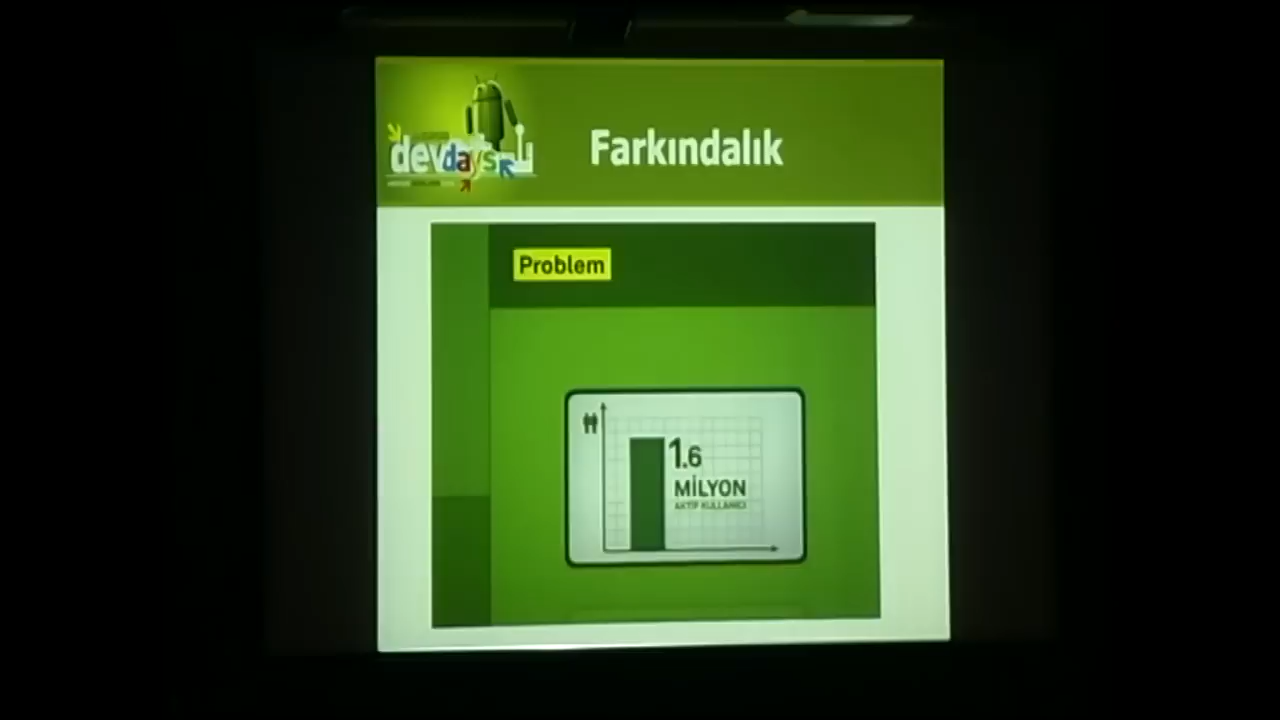 devdays
Farkındalık
Problem
1.6
MİLYON
AKTİF KULLANICI